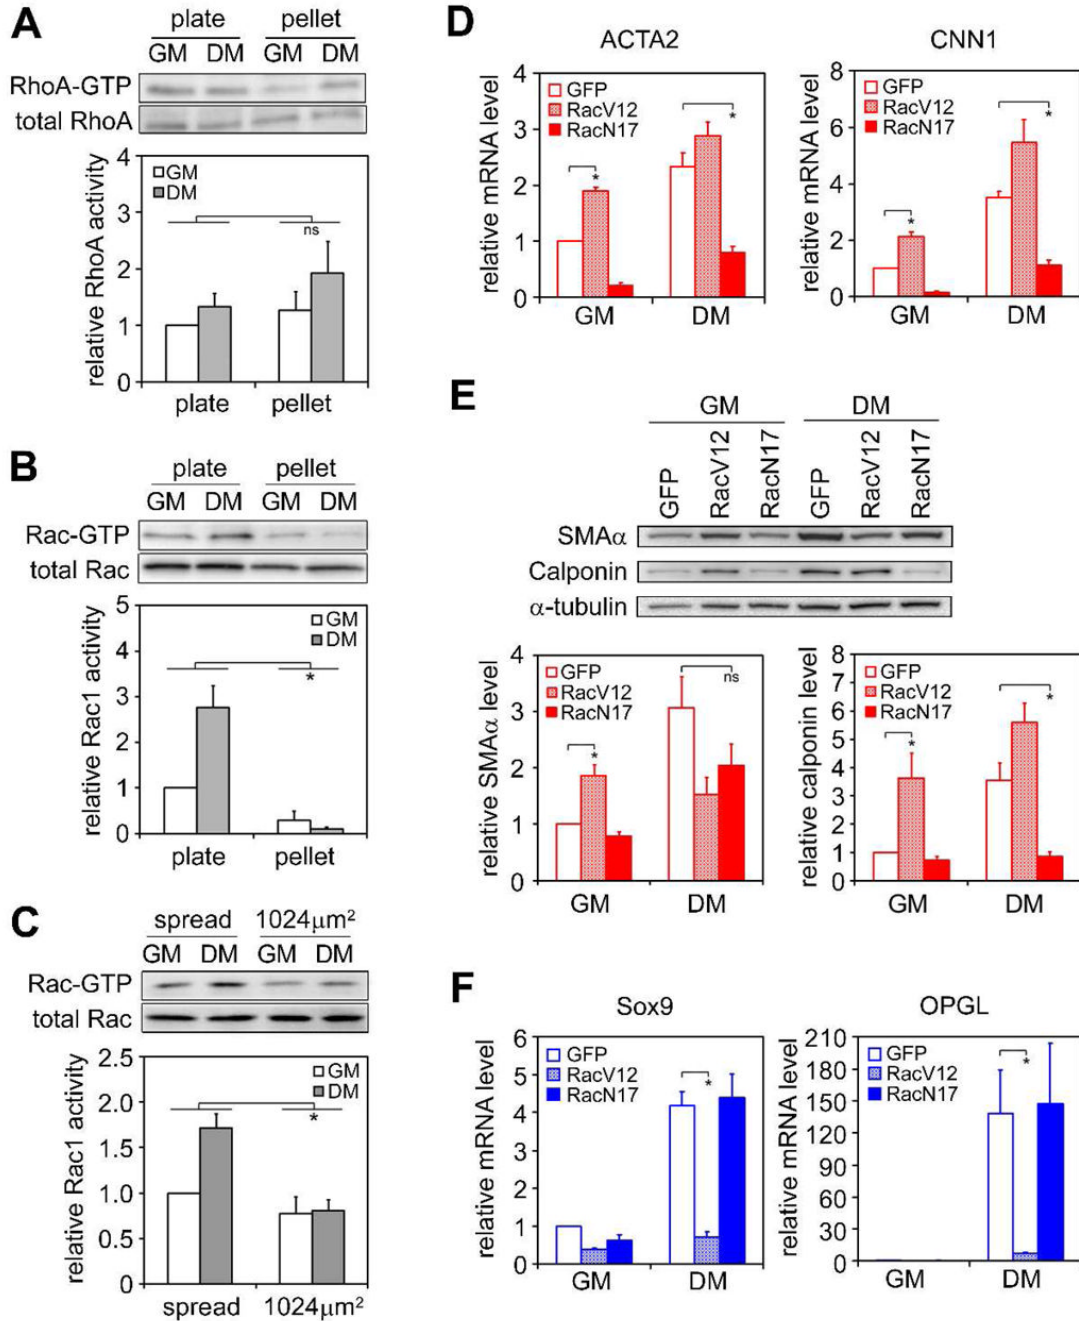 A
plate pellet
GM DM GM DM
RhoA-GTP
total RhoA
relative RhoA activity
4
3
2
1
0
GM
DM
ns
plate pellet
B
plate pellet
GM DM GM DM
Rac-GTP
total Rac
relative Rac1 activity
5
4
3
2
1
0
GM
DM
*
plate pellet
C
spread 1024μm²
GM DM GM DM
Rac-GTP
total Rac
relative Rac1 activity
2.5
2.0
1.5
1.0
0.5
0.0
GM
DM
*
spread 1024μm²
D
ACTA2
relative mRNA level
4
3
2
1
0
GFP
RacV12
RacN17
*
*
GM DM
CNN1
relative mRNA level
8
6
4
2
0
GFP
RacV12
RacN17
*
*
GM DM
E
GM DM
GFP RacV12 RacN17 GFP RacV12 RacN17
SMAα
Calponin
α-tubulin
relative SMAα level
4
3
2
1
0
GFP
RacV12
RacN17
*
ns
GM DM
relative calponin level
8
7
6
5
4
3
2
1
0
GFP
RacV12
RacN17
*
*
GM DM
F
Sox9
relative mRNA level
6
5
4
3
2
1
0
GFP
RacV12
RacN17
*
GM DM
OPGL
relative mRNA level
210
180
150
120
90
60
30
0
GFP
RacV12
RacN17
*
GM DM